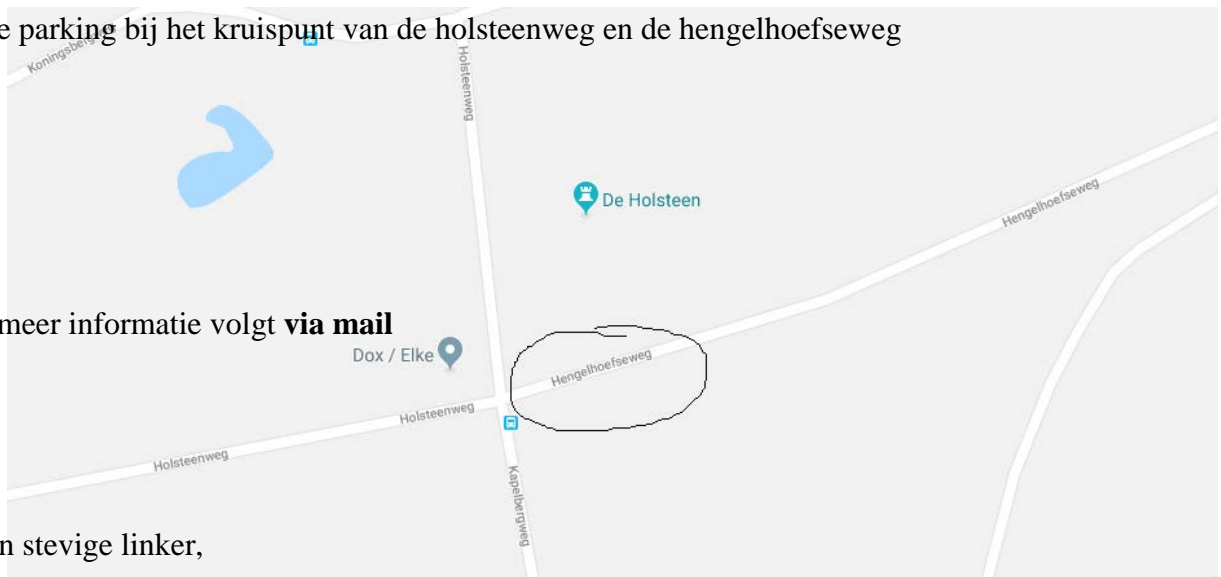 e parking bij het kruispunt van de holsteenweg en de hengelhoefseweg
Koningsbergweg
Holsteenweg
De Holsteen
Hengelhoefseweg
meer informatie volgt via mail
Dox / Elke
Hengelhoefseweg
Holsteenweg
Holsteenweg
Kapelbergweg
n stevige linker,